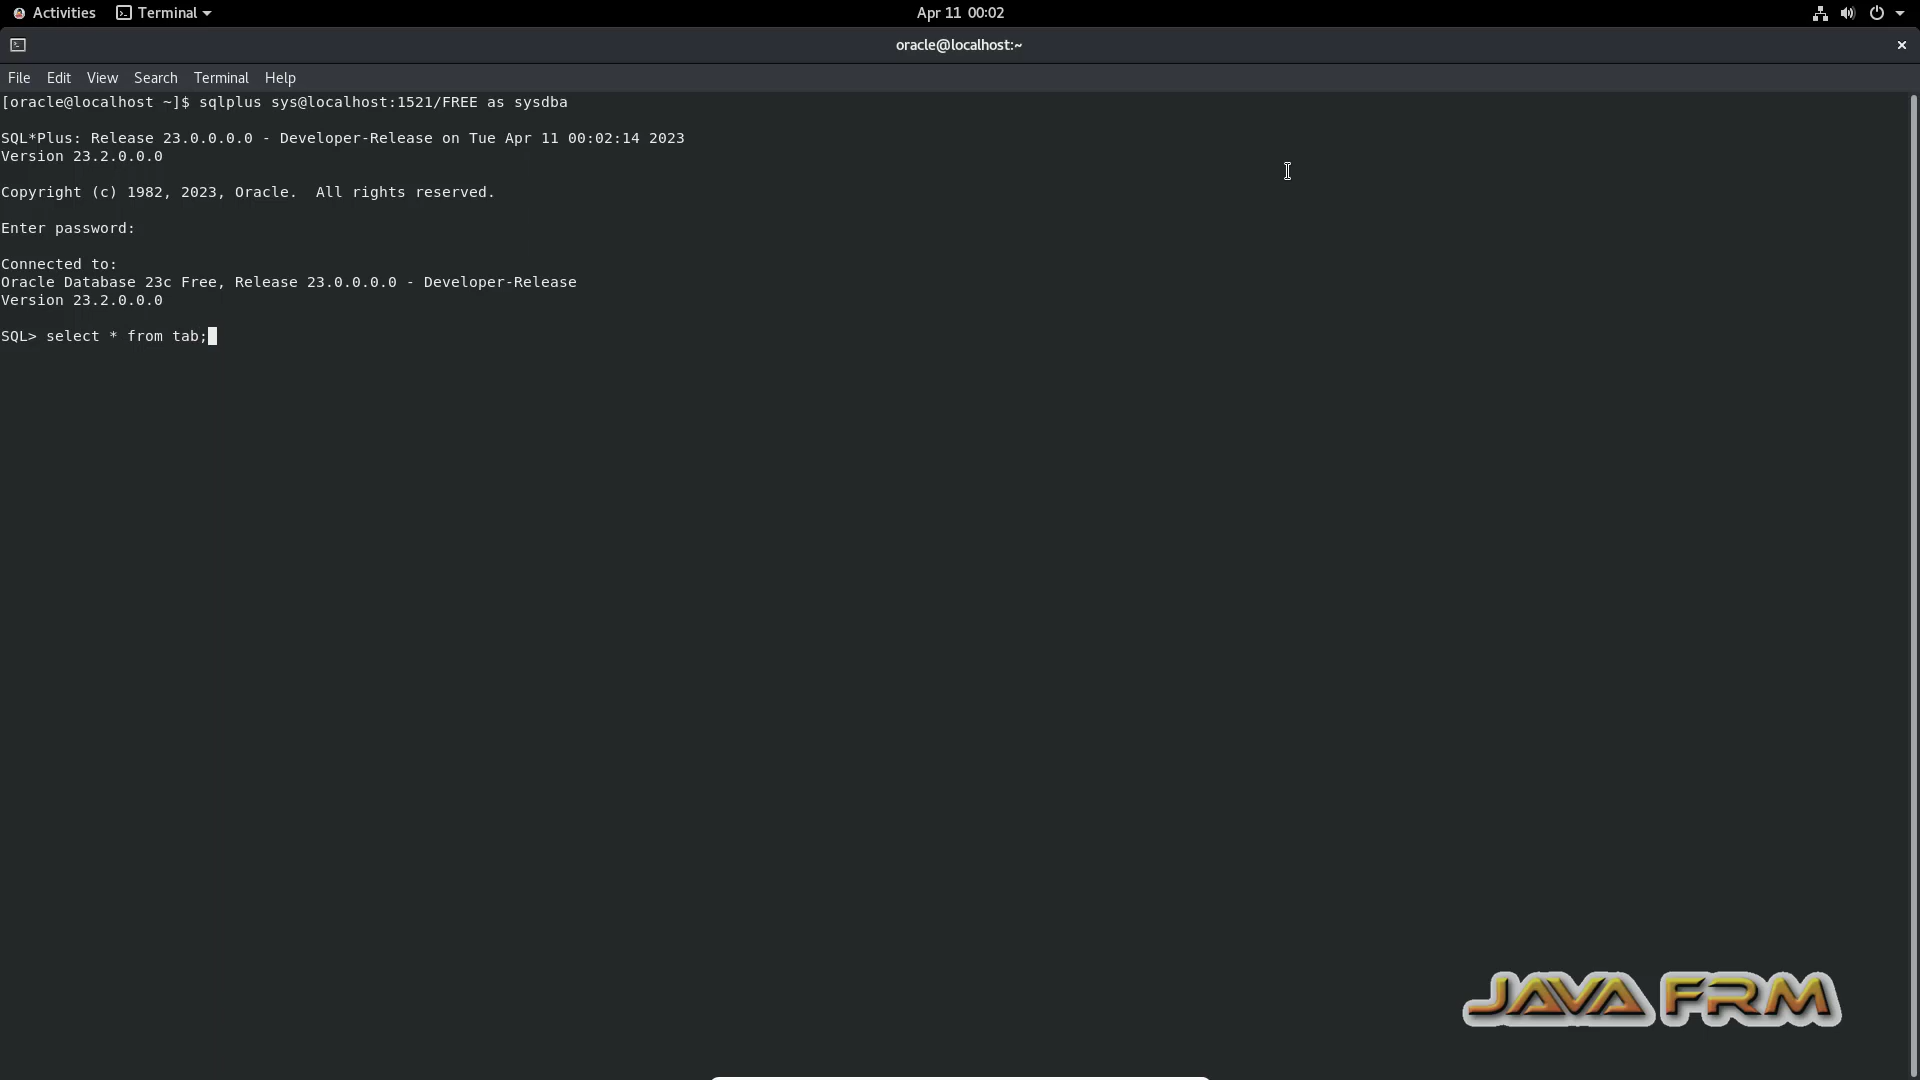 Activities
Terminal
Apr 11 00:02
oracle@localhost:~
File Edit View Search Terminal Help
[oracle@localhost ~]$ sqlplus sys@localhost:1521/FREE as sysdba
SQL*Plus: Release 23.0.0.0.0 - Developer-Release on Tue Apr 11 00:02:14 2023
Version 23.2.0.0.0
Copyright (c) 1982, 2023, Oracle.  All rights reserved.
Enter password:
Connected to:
Oracle Database 23c Free, Release 23.0.0.0.0 - Developer-Release
Version 23.2.0.0.0
SQL> select * from tab;
JAVA FRM